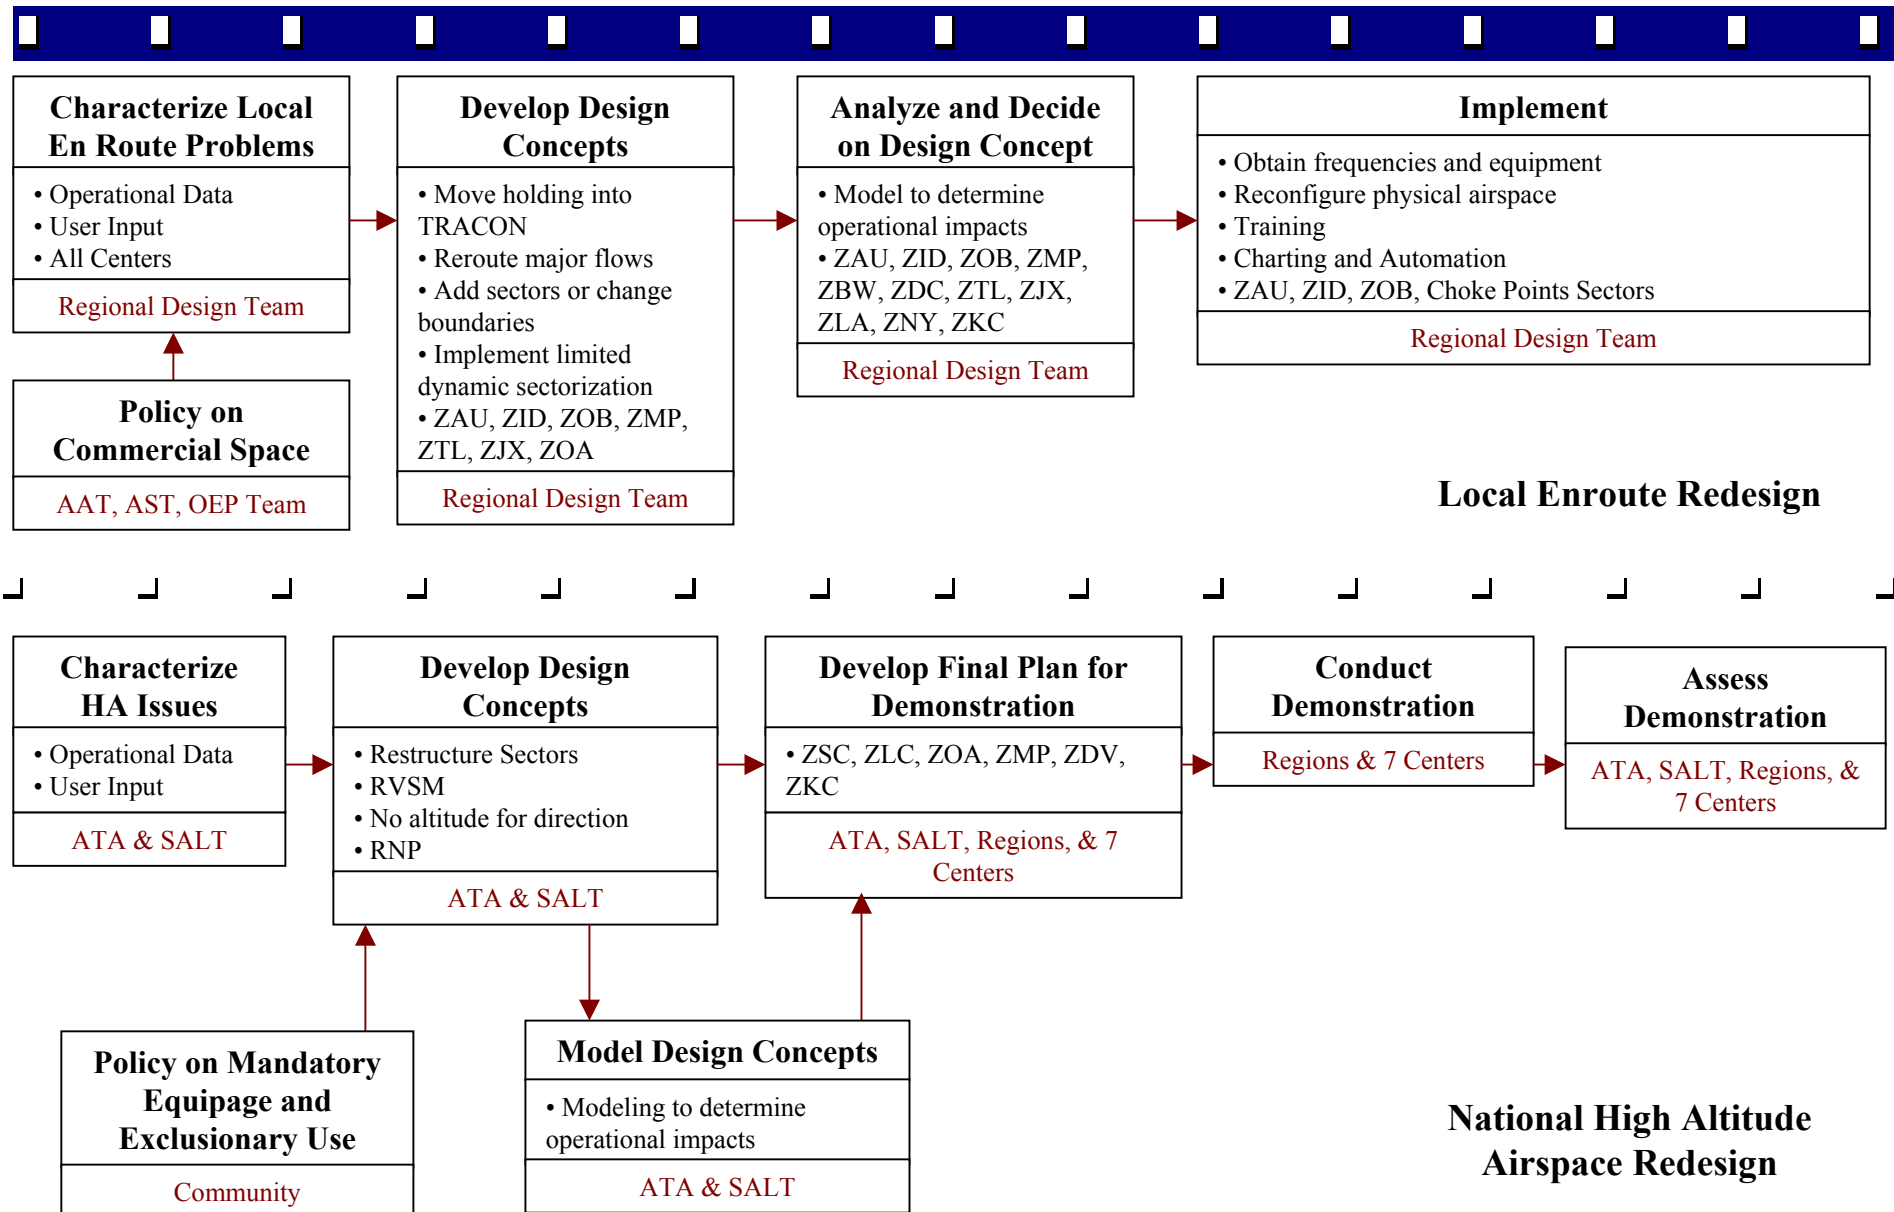 Characterize Local
En Route Problems
• Operational Data
• User Input
• All Centers
Regional Design Team
Policy on
Commercial Space
AAT, AST, OEP Team
Develop Design
Concepts
• Move holding into
TRACON
• Reroute major flows
• Add sectors or change
boundaries
• Implement limited
dynamic sectorization
• ZAU, ZID, ZOB, ZMP,
ZTL, ZJX, ZOA
Regional Design Team
Analyze and Decide
on Design Concept
• Model to determine
operational impacts
• ZAU, ZID, ZOB, ZMP,
ZBW, ZDC, ZTL, ZJX,
ZLA, ZNY, ZKC
Regional Design Team
Implement
• Obtain frequencies and equipment
• Reconfigure physical airspace
• Training
• Charting and Automation
• ZAU, ZID, ZOB, Choke Points Sectors
Regional Design Team
Local Enroute Redesign
Characterize
HA Issues
• Operational Data
• User Input
ATA & SALT
Develop Design
Concepts
• Restructure Sectors
• RVSM
• No altitude for direction
• RNP
ATA & SALT
Develop Final Plan for
Demonstration
• ZSC, ZLC, ZOA, ZMP, ZDV,
ZKC
ATA, SALT, Regions, & 7
Centers
Conduct
Demonstration
Regions & 7 Centers
Assess
Demonstration
ATA, SALT, Regions, &
7 Centers
Policy on Mandatory
Equipage and
Exclusionary Use
Community
Model Design Concepts
• Modeling to determine
operational impacts
ATA & SALT
National High Altitude
Airspace Redesign